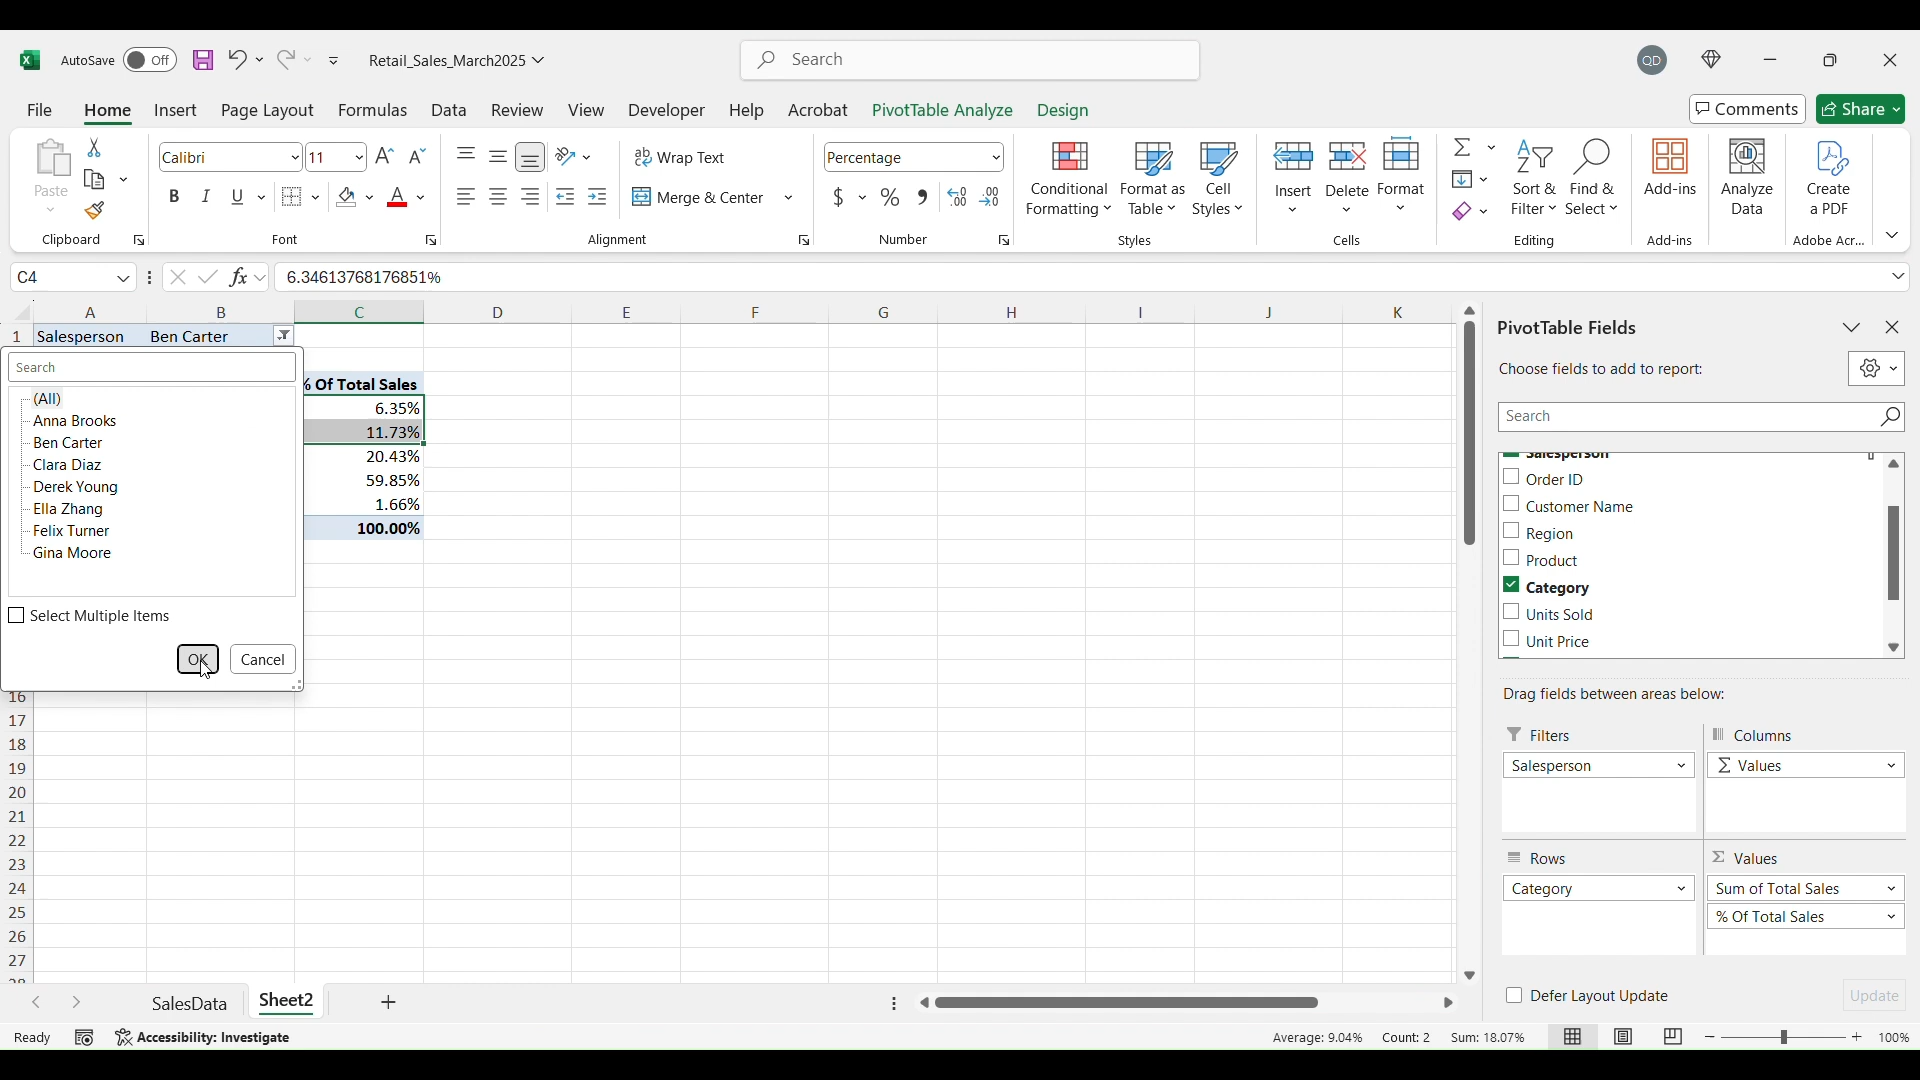 AutoSave Off Retail_Sales_March2025 Search QD
File Home Insert Page Layout Formulas Data Review View Developer Help Acrobat PivotTable Analyze Design Comments Share
Paste
Clipboard
Calibri 11
B I U
Font
Wrap Text
Merge & Center
Alignment
Percentage
$ % 9
Number
Conditional Formatting
Format as Table
Cell Styles
Styles
Insert Delete Format
Cells
Sort & Filter
Find & Select
Editing
Add-ins
Add-ins
Analyze Data
Create a PDF
Adobe Acr...
C4 fx 6.34613768176851%
A B C D E F G H I J K
1 Salesperson Ben Carter
Search
(All)
Anna Brooks
Ben Carter
Clara Diaz
Derek Young
Ella Zhang
Felix Turner
Gina Moore
Select Multiple Items
OK Cancel
% Of Total Sales
6.35%
11.73%
20.43%
59.85%
1.66%
100.00%
16
17
18
19
20
21
22
23
24
25
26
27
28
PivotTable Fields
Choose fields to add to report:
Search
Salesperson
Order ID
Customer Name
Region
Product
Category
Units Sold
Unit Price
Drag fields between areas below:
Filters
Salesperson
Columns
Σ Values
Rows
Category
Σ Values
Sum of Total Sales
% Of Total Sales
Defer Layout Update Update
SalesData Sheet2
Ready Accessibility: Investigate Average: 9.04% Count: 2 Sum: 18.07% 100%